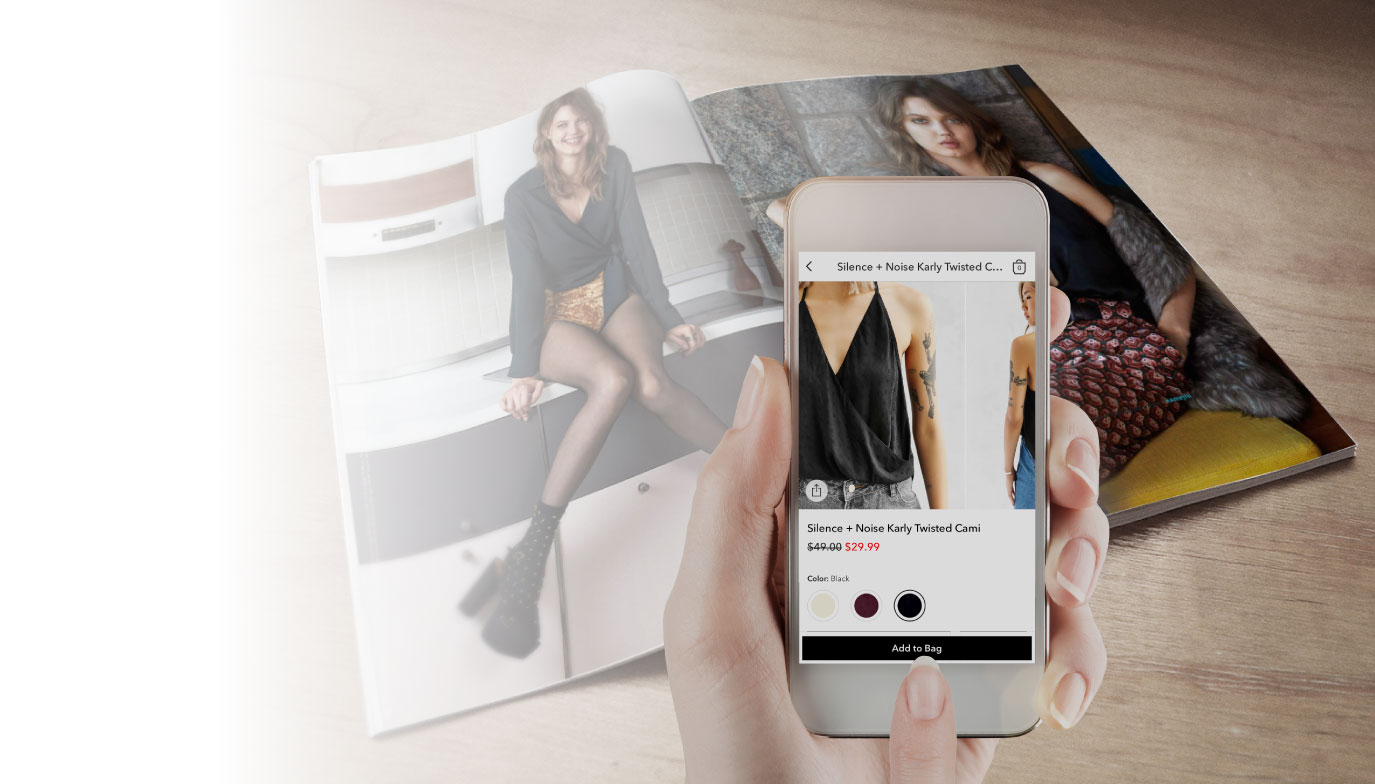 Silence + Noise Karly Twisted C...
0
Silence + Noise Karly Twisted Cami
$49.00 $29.99
Color: Black
Add to Bag